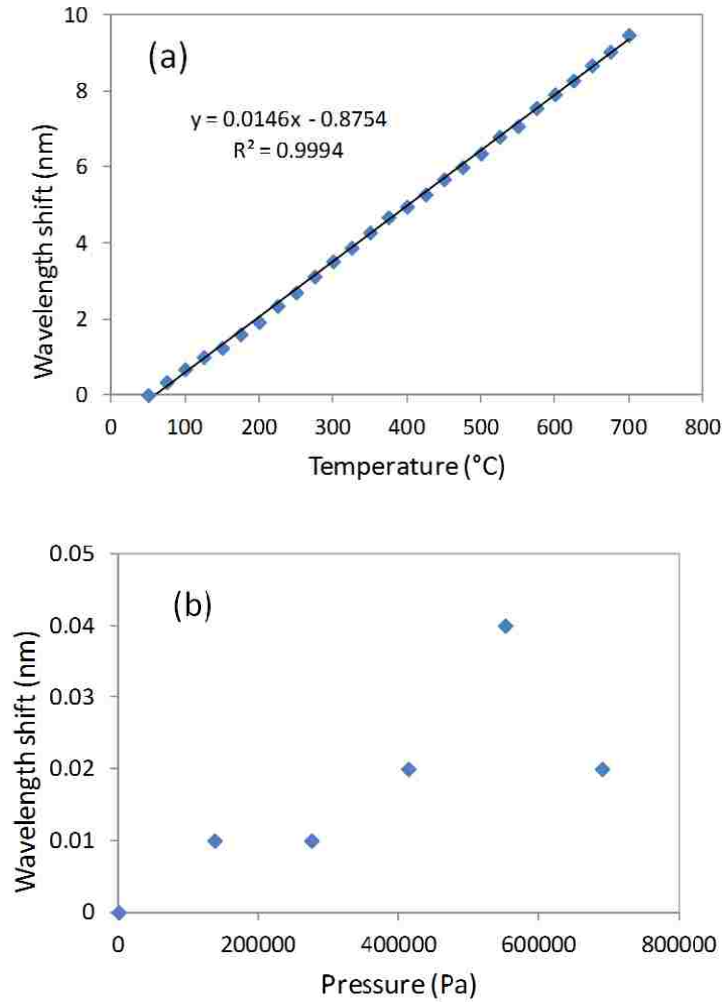 (a)
y = 0.0146x - 0.8754
R² = 0.9994
Wavelength shift (nm)
10
8
6
4
2
0
0 100 200 300 400 500 600 700 800
Temperature (°C)
(b)
Wavelength shift (nm)
0.05
0.04
0.03
0.02
0.01
0
0 200000 400000 600000 800000
Pressure (Pa)